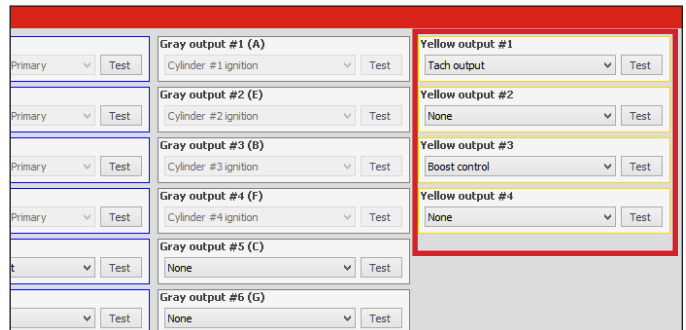 Gray output #1 (A)
Yellow output #1
Primary
Test
Cylinder #1 ignition
Test
Tach output
Test
Gray output #2 (E)
Yellow output #2
Primary
Test
Cylinder #2 ignition
Test
None
Test
Gray output #3 (B)
Yellow output #3
Primary
Test
Cylinder #3 ignition
Test
Boost control
Test
Gray output #4 (F)
Yellow output #4
Primary
Test
Cylinder #4 ignition
Test
None
Test
Gray output #5 (C)
t
Test
None
Test
Gray output #6 (G)
Test
None
Test